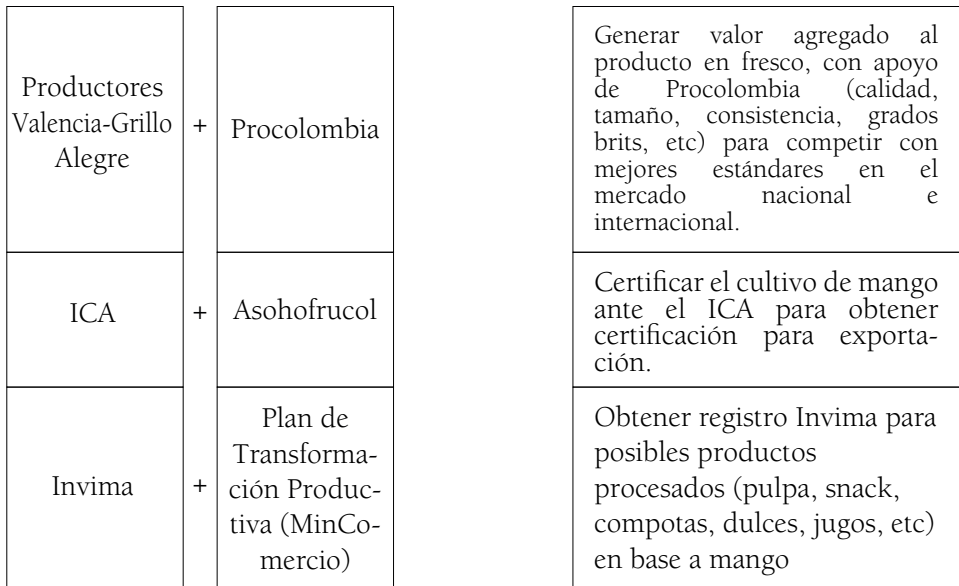 Productores
Valencia-Grillo
Alegre
+
Procolombia
Generar valor agregado al
producto en fresco, con apoyo
de Procolombia (calidad,
tamaño, consistencia, grados
brits, etc) para competir con
mejores estándares en el
mercado nacional e
internacional.
ICA
+
Asohofrucol
Certificar el cultivo de mango
ante el ICA para obtener
certificación para exporta-
ción.
Invima
+
Plan de
Transforma-
ción Produc-
tiva (MinCo-
mercio)
Obtener registro Invima para
posibles productos
procesados (pulpa, snack,
compotas, dulces, jugos, etc)
en base a mango